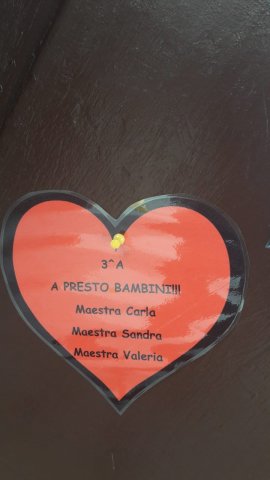 3^A
A PRESTO BAMBINI!!!
Maestra Carla
Maestra Sandra
Maestra Valeria